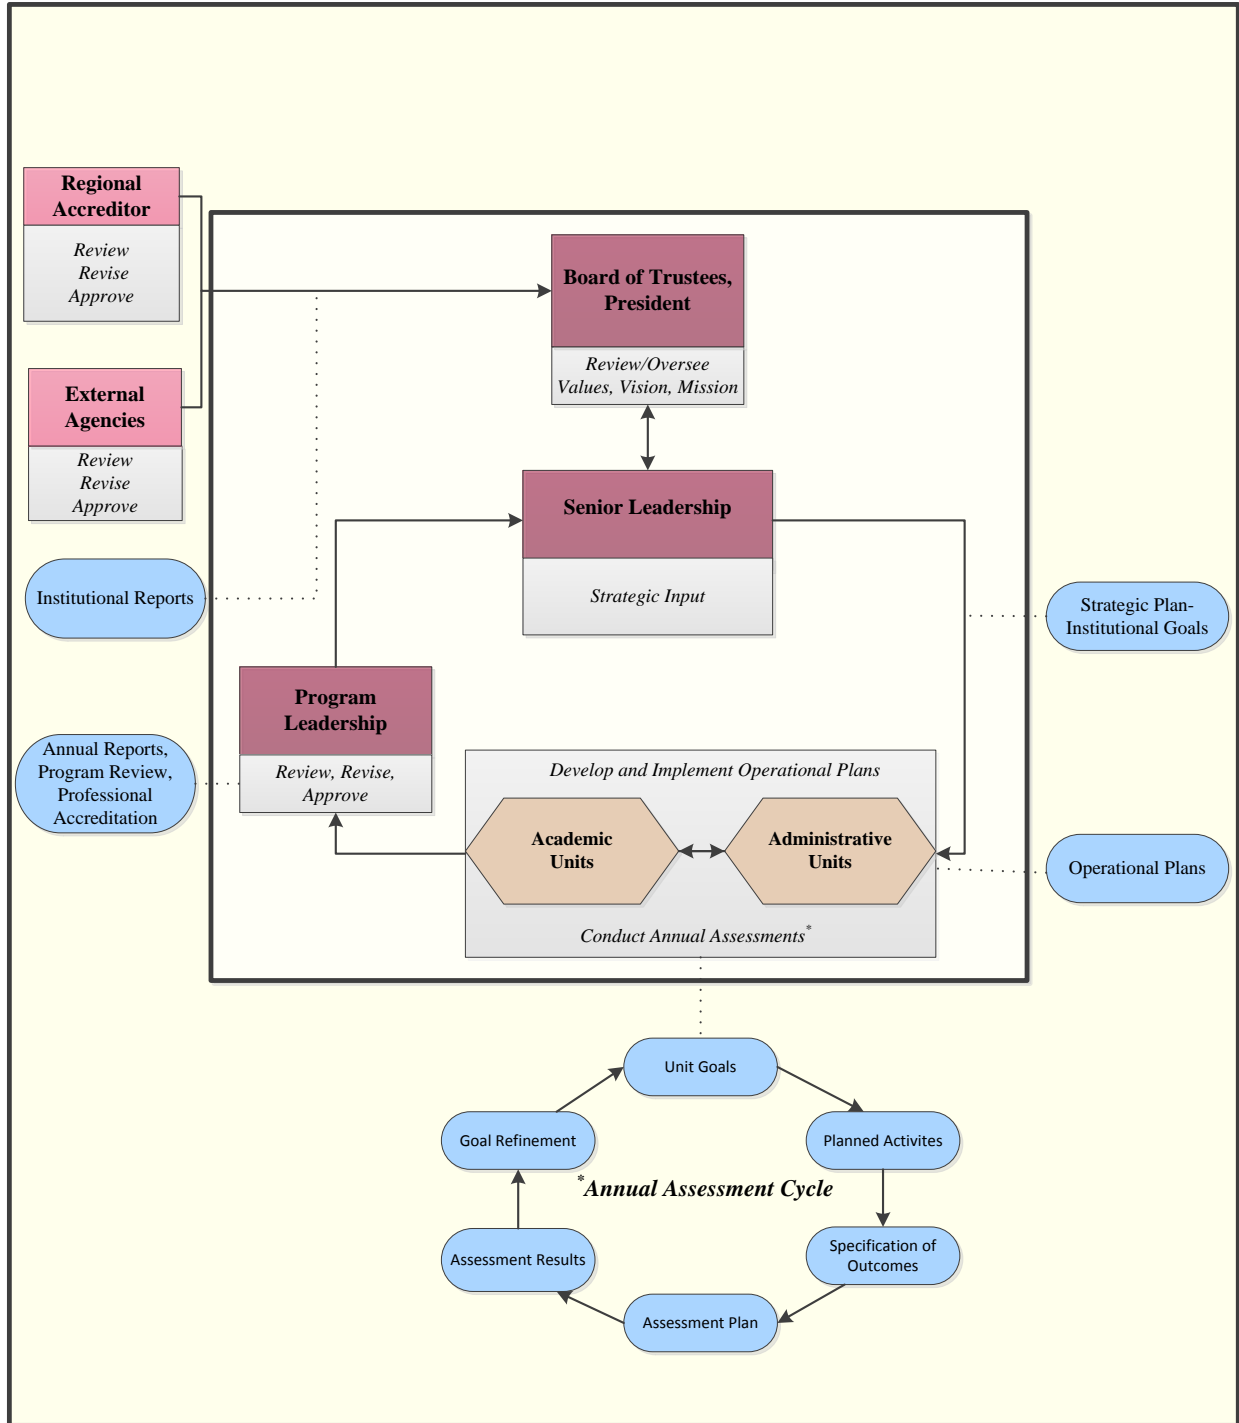 Regional
Accreditor
Review
Revise
Approve
Board of Trustees,
President
Review/Oversee
Values, Vision, Mission
External
Agencies
Review
Revise
Approve
Senior Leadership
Strategic Input
Institutional Reports
Strategic Plan-
Institutional Goals
Program
Leadership
Review, Revise,
Approve
Annual Reports,
Program Review,
Professional
Accreditation
Develop and Implement Operational Plans
Academic
Units
Administrative
Units
Conduct Annual Assessments*
Operational Plans
Unit Goals
Goal Refinement
Planned Activites
*Annual Assessment Cycle
Assessment Results
Specification of
Outcomes
Assessment Plan